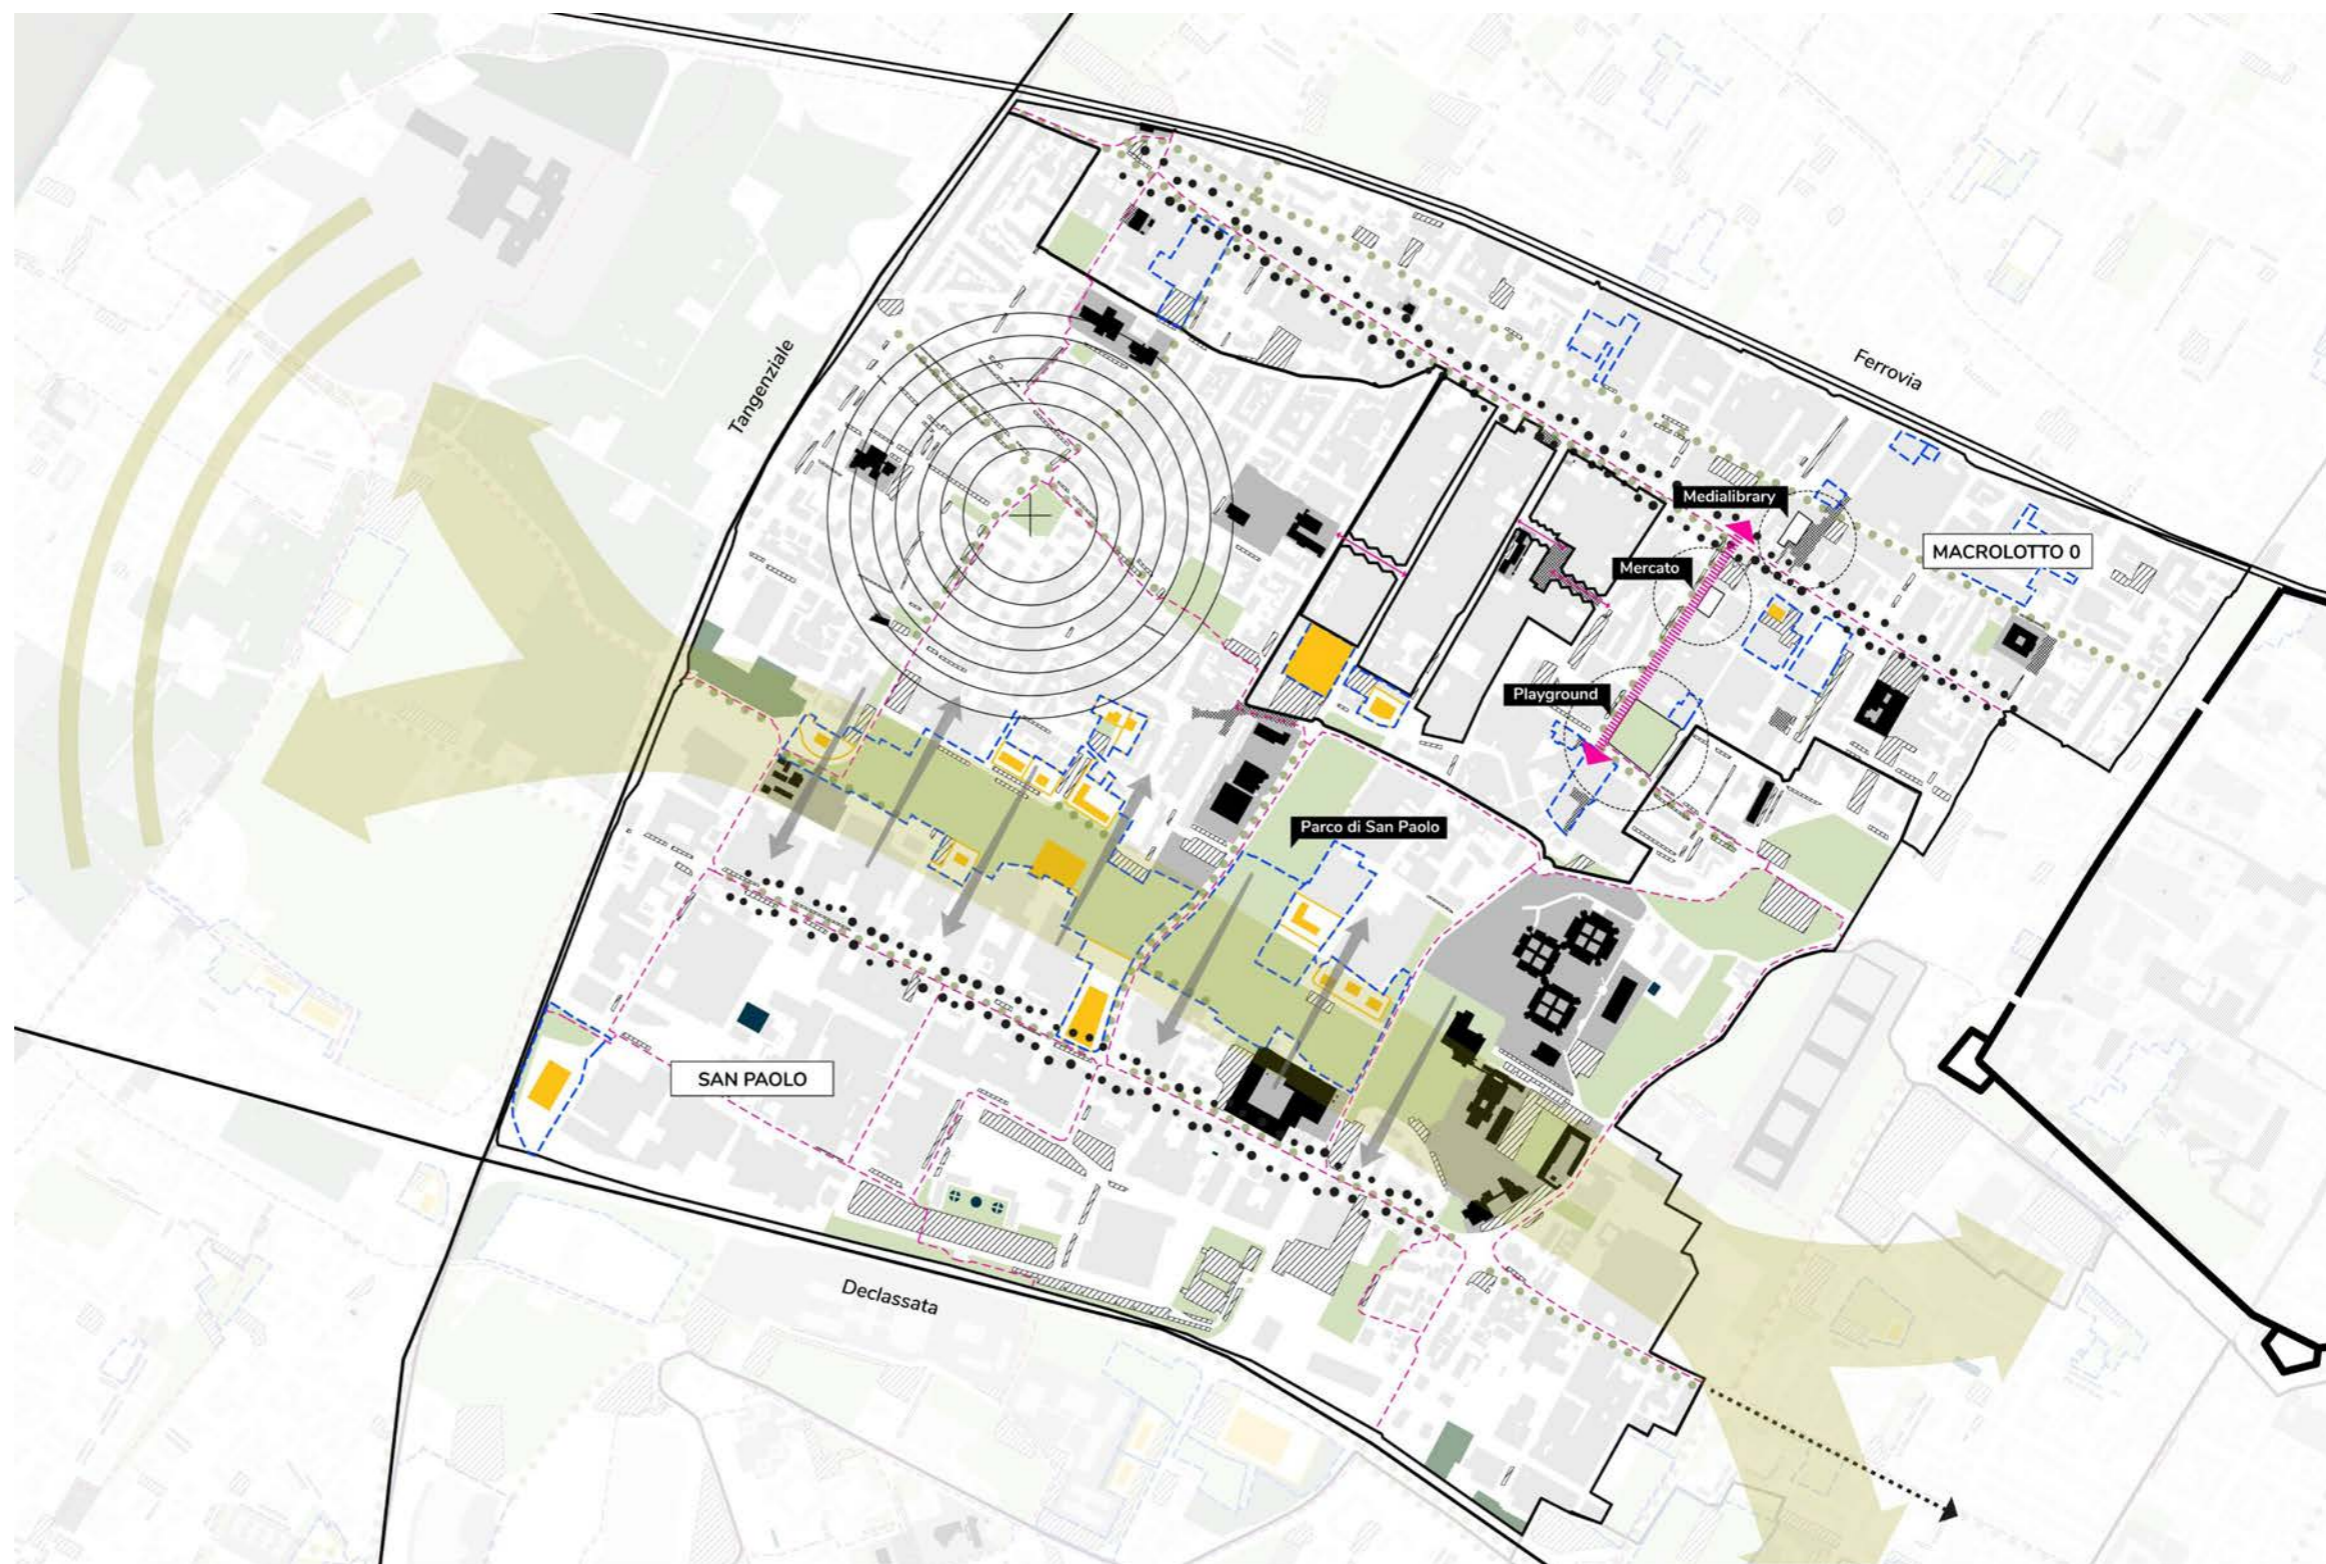 Tangenziale
Ferrovia
Medialibrary
MACROLOTTO 0
Mercato
Playground
Parco di San Paolo
SAN PAOLO
Declassata